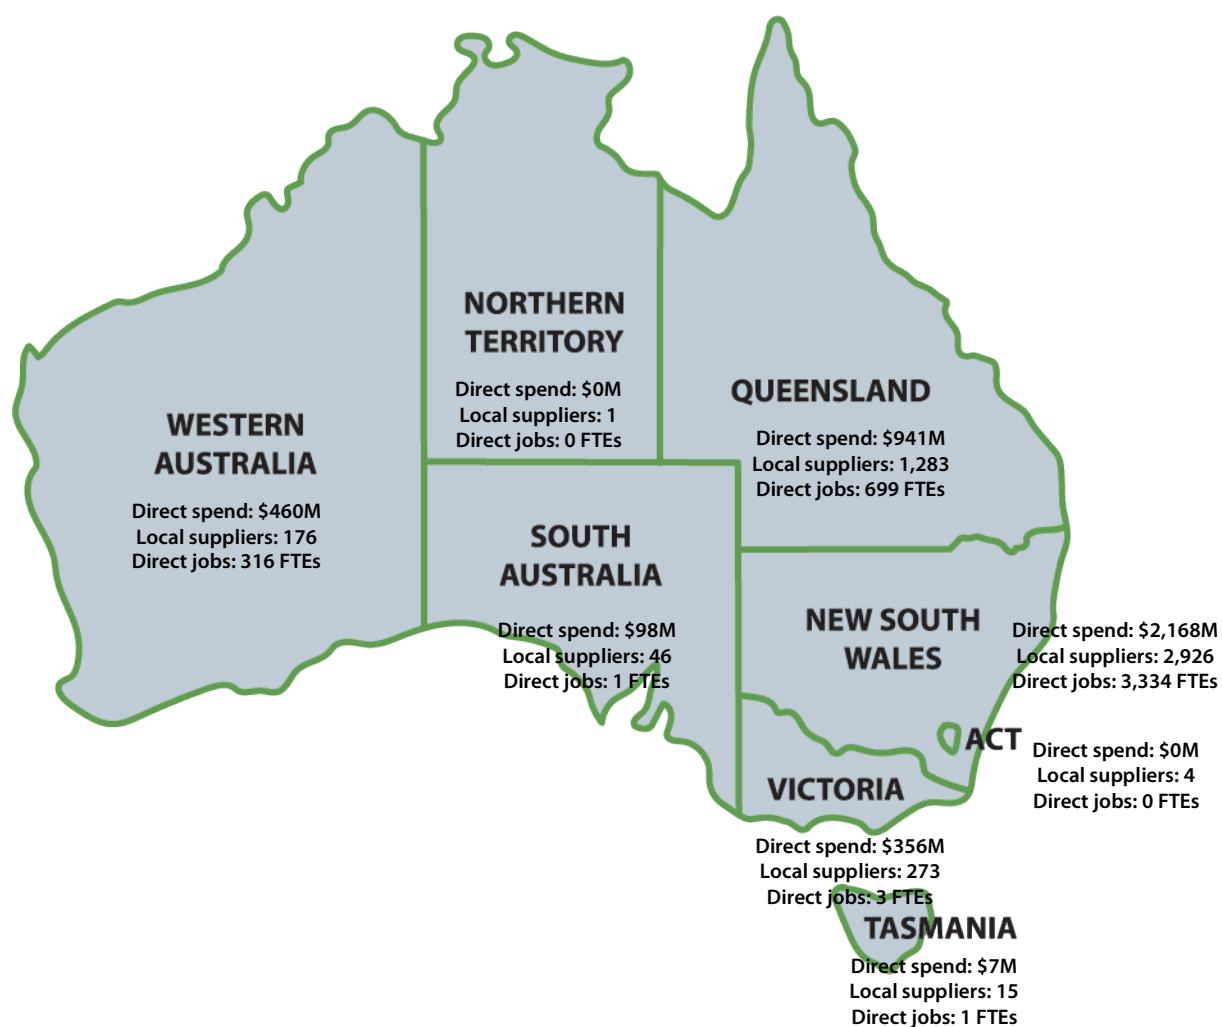 NORTHERN
TERRITORY
Direct spend: $0M
Local suppliers: 1
Direct jobs: 0 FTEs
QUEENSLAND
Direct spend: $941M
Local suppliers: 1,283
Direct jobs: 699 FTEs
WESTERN
AUSTRALIA
Direct spend: $460M
Local suppliers: 176
Direct jobs: 316 FTEs
SOUTH
AUSTRALIA
Direct spend: $98M
Local suppliers: 46
Direct jobs: 1 FTEs
NEW SOUTH
WALES
Direct spend: $2,168M
Local suppliers: 2,926
Direct jobs: 3,334 FTEs
ACT
Direct spend: $0M
Local suppliers: 4
Direct jobs: 0 FTEs
VICTORIA
Direct spend: $356M
Local suppliers: 273
Direct jobs: 3 FTEs
TASMANIA
Direct spend: $7M
Local suppliers: 15
Direct jobs: 1 FTEs